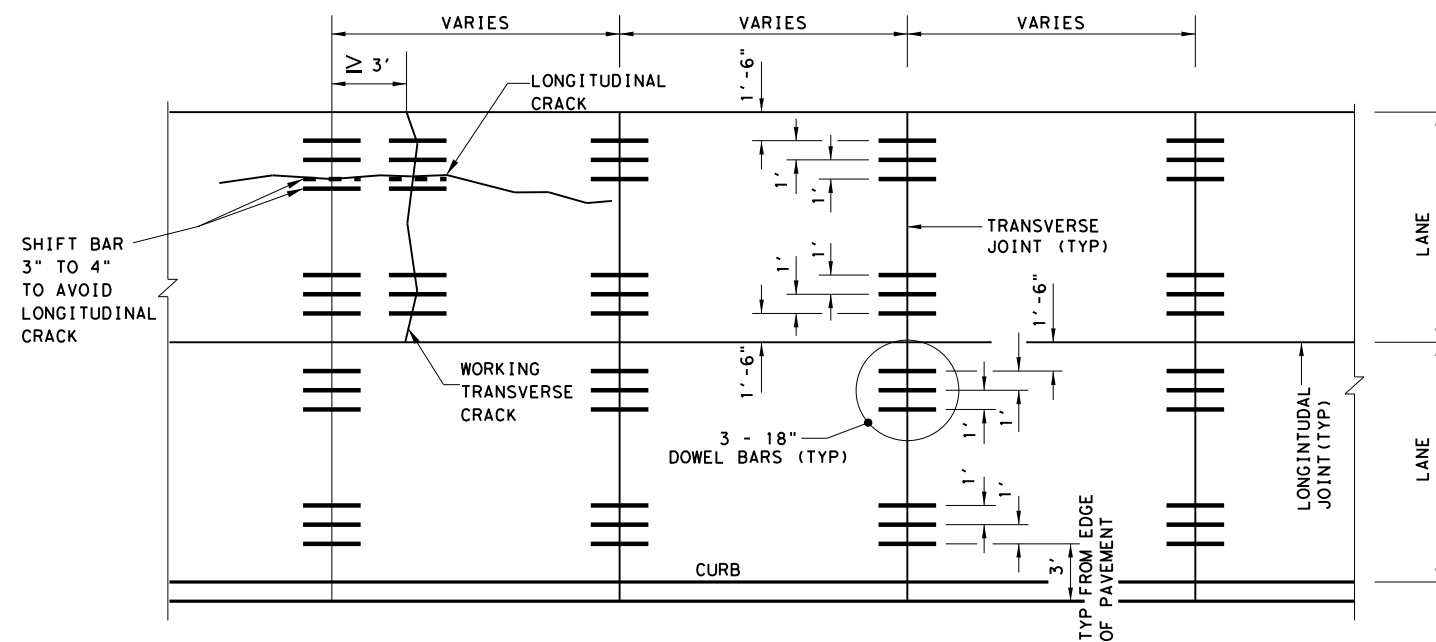 VARIES
VARIES
VARIES
≥ 3'
LONGITUDINAL
CRACK
1'-6"
1'
1'
SHIFT BAR
3" TO 4"
TO AVOID
LONGITUDINAL
CRACK
TRANSVERSE
JOINT (TYP)
LANE
1'
1'
1'-6"
1'-6"
WORKING
TRANSVERSE
CRACK
3 - 18"
DOWEL BARS (TYP)
1'
1'
LONGINTUDAL
JOINT(TYP)
LANE
1'
1'
CURB
3'
TYP FROM EDGE
OF PAVEMENT